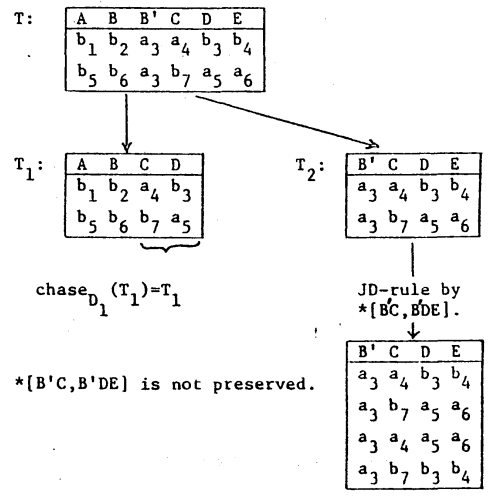 T:
A B B' C D E
b1 b2 a3 a4 b3 b4
b5 b6 a3 b7 a5 a6
T1:
A B C D
b1 b2 a4 b3
b5 b6 b7 a5
T2:
B' C D E
a3 a4 b3 b4
a3 b7 a5 a6
chaseD1(T1)=T1
JD-rule by
*[B'C,B'DE].
*[B'C,B'DE] is not preserved.
B' C D E
a3 a4 b3 b4
a3 b7 a5 a6
a3 a4 a5 a6
a3 b7 b3 b4